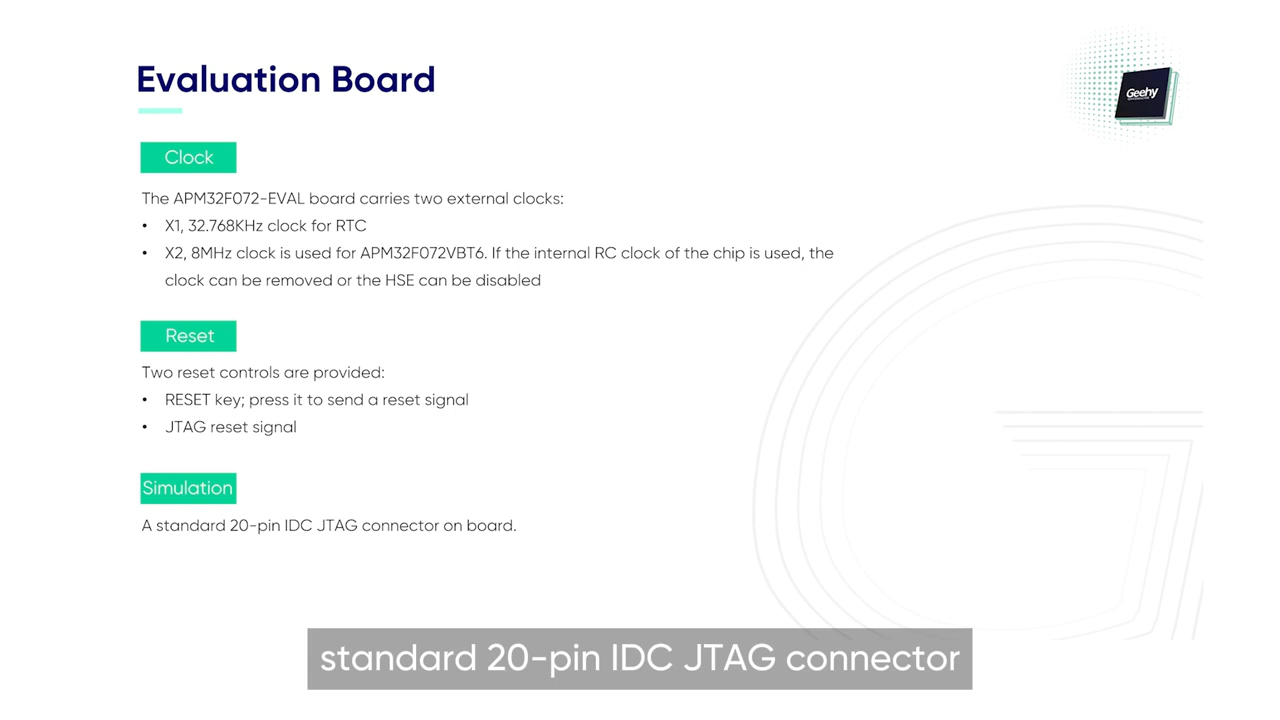 Evaluation Board
Geehy
Clock
The APM32F072-EVAL board carries two external clocks:
• X1, 32.768KHz clock for RTC
• X2, 8MHz clock is used for APM32F072VBT6. If the internal RC clock of the chip is used, the
clock can be removed or the HSE can be disabled
Reset
Two reset controls are provided:
• RESET key; press it to send a reset signal
• JTAG reset signal
Simulation
A standard 20-pin IDC JTAG connector on board.
standard 20-pin IDC JTAG connector